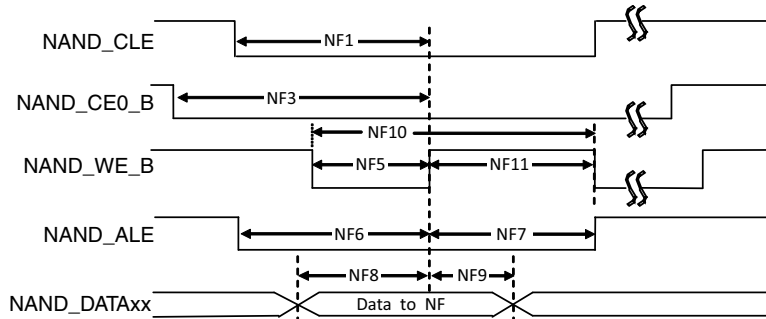 NAND_CLE
NF1
NAND_CE0_B
NF3
NF10
NAND_WE_B
NF5
NF11
NAND_ALE
NF6
NF7
NF8
NF9
NAND_DATAxx
Data to NF